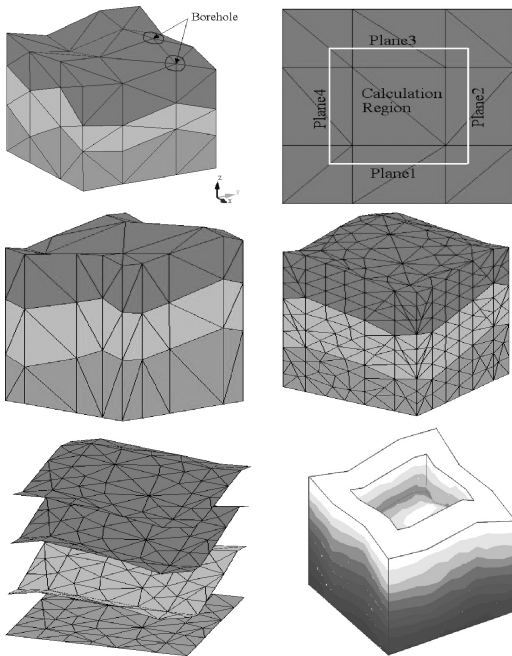 Borehole
Plane3
Plane4
Calculation
Region
Plane2
Plane1
Z
Y
X